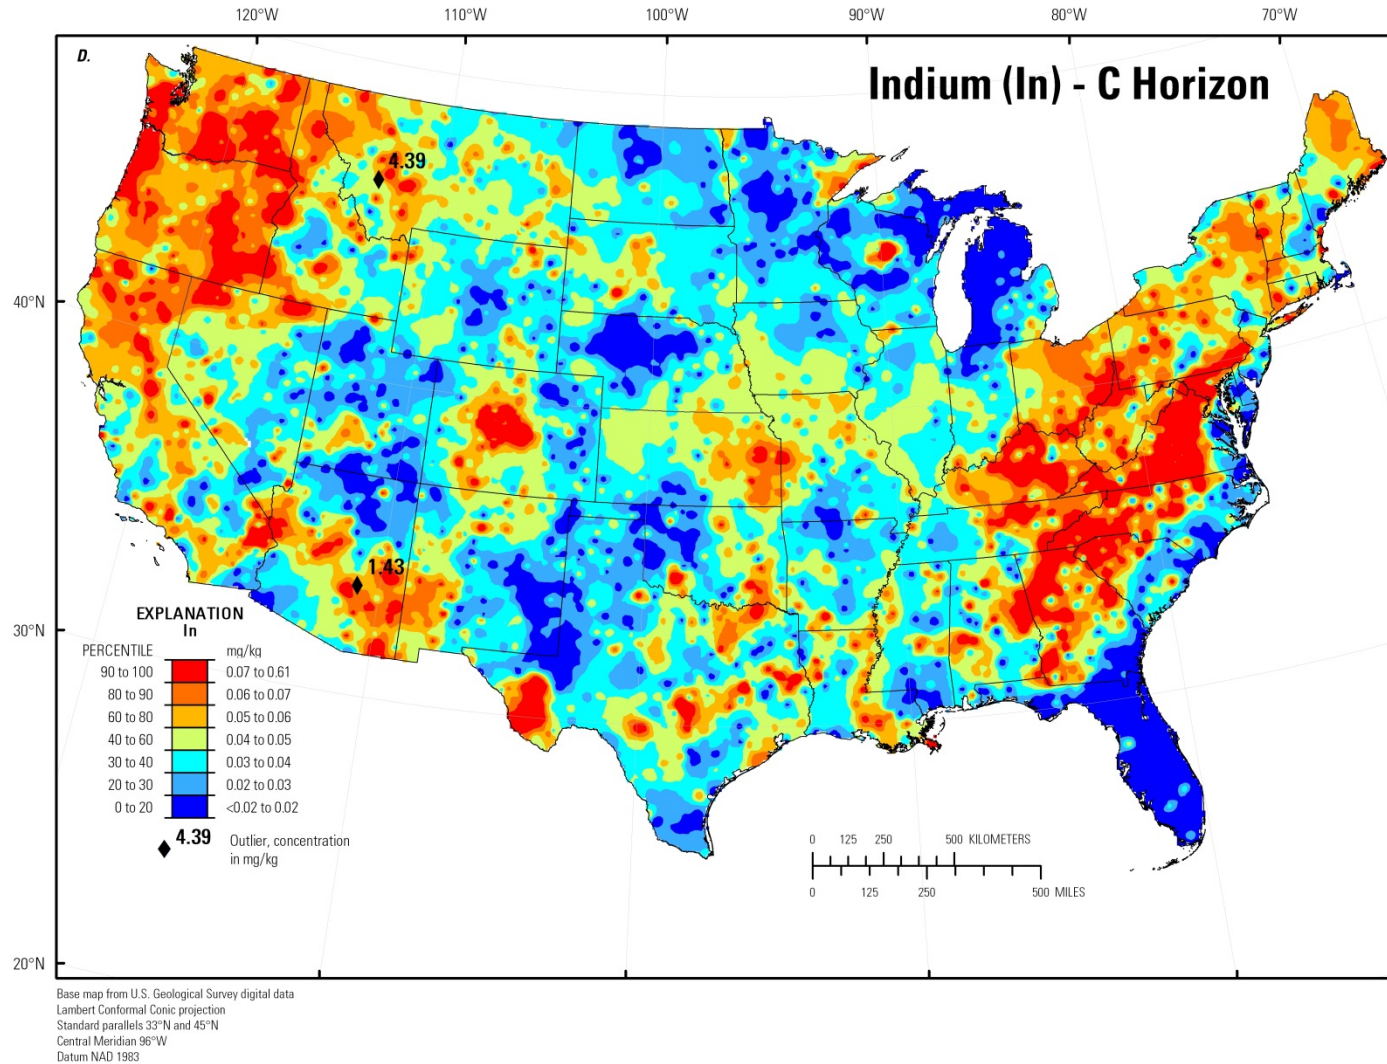 120°W 110°W 100°W 90°W 80°W 70°W
D.
Indium (In) - C Horizon
4.39
40°N
1.43
30°N
EXPLANATION
In
PERCENTILE mg/kg
90 to 100 0.07 to 0.61
80 to 90 0.06 to 0.07
60 to 80 0.05 to 0.06
40 to 60 0.04 to 0.05
30 to 40 0.03 to 0.04
20 to 30 0.02 to 0.03
0 to 20 <0.02 to 0.02
4.39 Outlier, concentration
in mg/kg
0 125 250 500 KILOMETERS
0 125 250 500 MILES
20°N
Base map from U.S. Geological Survey digital data
Lambert Conformal Conic projection
Standard parallels 33°N and 45°N
Central Meridian 96°W
Datum NAD 1983